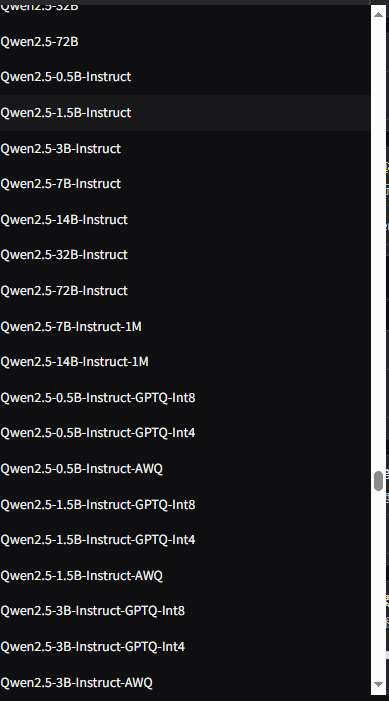 Qwen2.5-32B
Qwen2.5-72B
Qwen2.5-0.5B-Instruct
Qwen2.5-1.5B-Instruct
Qwen2.5-3B-Instruct
Qwen2.5-7B-Instruct
Qwen2.5-14B-Instruct
Qwen2.5-32B-Instruct
Qwen2.5-72B-Instruct
Qwen2.5-7B-Instruct-1M
Qwen2.5-14B-Instruct-1M
Qwen2.5-0.5B-Instruct-GPTQ-Int8
Qwen2.5-0.5B-Instruct-GPTQ-Int4
Qwen2.5-0.5B-Instruct-AWQ
Qwen2.5-1.5B-Instruct-GPTQ-Int8
Qwen2.5-1.5B-Instruct-GPTQ-Int4
Qwen2.5-1.5B-Instruct-AWQ
Qwen2.5-3B-Instruct-GPTQ-Int8
Qwen2.5-3B-Instruct-GPTQ-Int4
Qwen2.5-3B-Instruct-AWQ